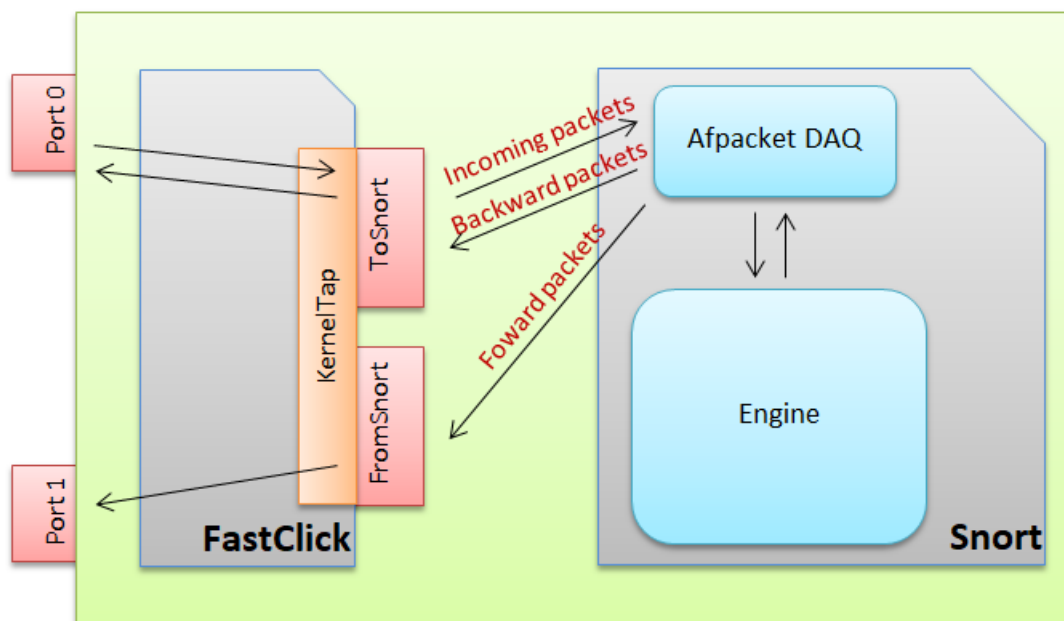 Port 0
Port 1
KernelTap
ToSnort
FromSnort
FastClick
Incoming packets
Backward packets
Foward packets
Afpacket DAQ
Engine
Snort